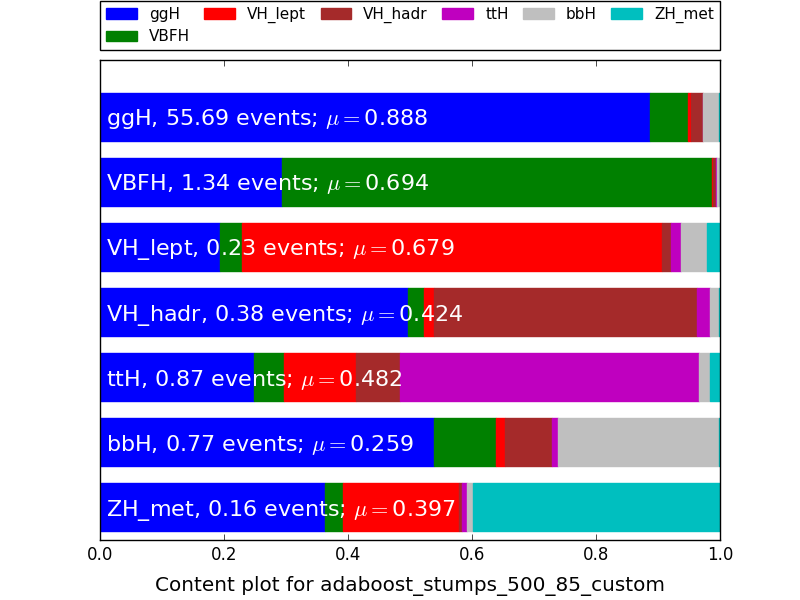 ggH VH_lept VH_hadr ttH bbH ZH_met
VBFH
ggH, 55.69 events; μ = 0.888
VBFH, 1.34 events; μ = 0.694
VH_lept, 0.23 events; μ = 0.679
VH_hadr, 0.38 events; μ = 0.424
ttH, 0.87 events; μ = 0.482
bbH, 0.77 events; μ = 0.259
ZH_met, 0.16 events; μ = 0.397
0.0 0.2 0.4 0.6 0.8 1.0
Content plot for adaboost_stumps_500_85_custom